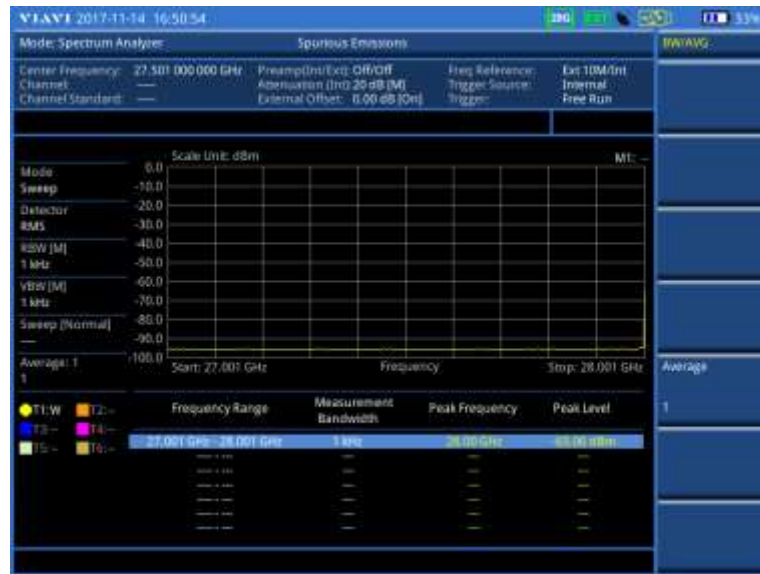 VIAVI 2017-11-14 16:50:54
33%
Mode: Spectrum Analyzer Spurious Emissions BW/AVG
Center Frequency: 27.501 000 000 GHz Preamp(Int/Ext): Off/Off Freq Reference: Ext 10M/Int
Channel: --- Attenuation (Int): 20 dB [M] Trigger Source: Internal
Channel Standard: --- External Offset: 0.00 dB [On] Trigger: Free Run
Scale Unit: dBm M1: --
Mode
Sweep
Detector
RMS
RBW [M]
1 kHz
VBW [M]
1 kHz
Sweep [Normal]
---
Average: 1
1
0.0
-10.0
-20.0
-30.0
-40.0
-50.0
-60.0
-70.0
-80.0
-90.0
-100.0
Start: 27.001 GHz Frequency Stop: 28.001 GHz
Average
1
T1:W T2:--
T3:-- T4:--
T5:-- T6:--
Frequency Range Measurement Bandwidth Peak Frequency Peak Level
27.001 GHz - 28.001 GHz 1 kHz 28.00 GHz